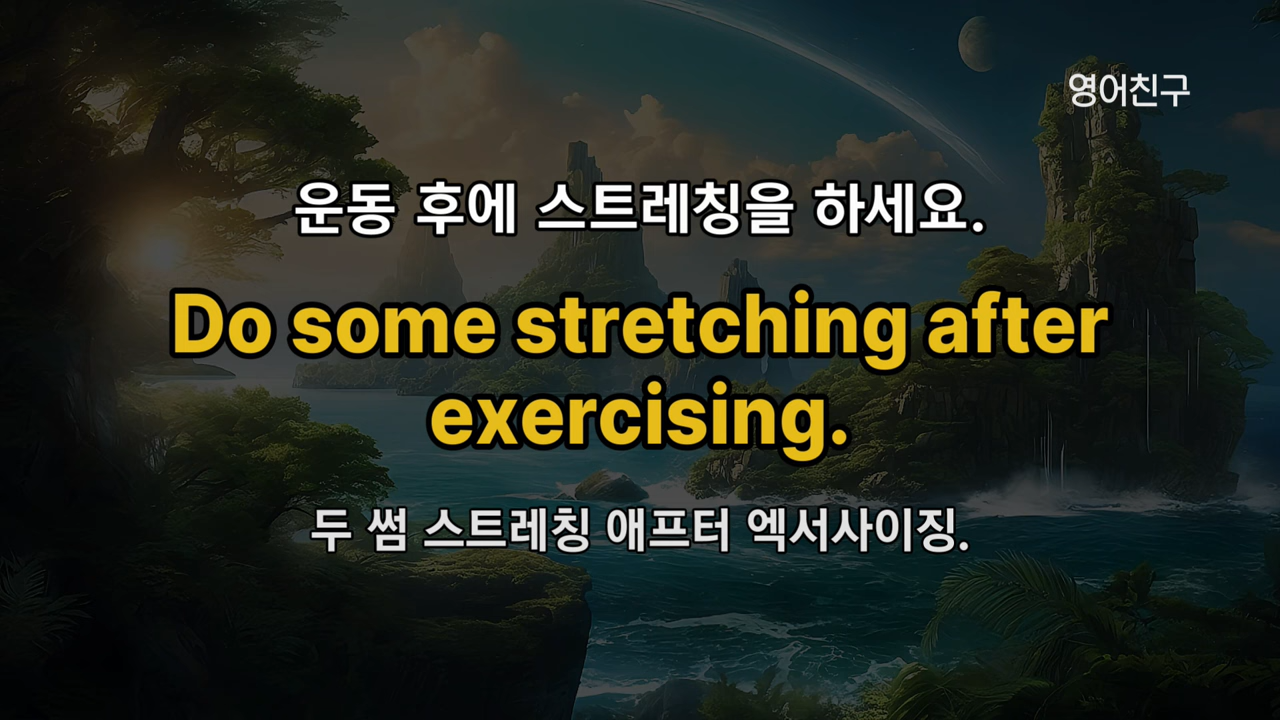 영어친구
운동 후에 스트레칭을 하세요.
Do some stretching after
exercising.
두 썸 스트레칭 애프터 엑서사이징.